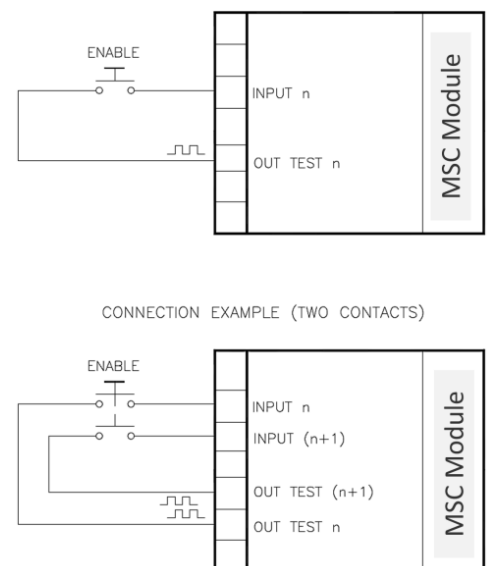 ENABLE
INPUT n
OUT TEST n
MSC Module
CONNECTION EXAMPLE (TWO CONTACTS)
ENABLE
INPUT n
INPUT (n+1)
OUT TEST (n+1)
OUT TEST n
MSC Module